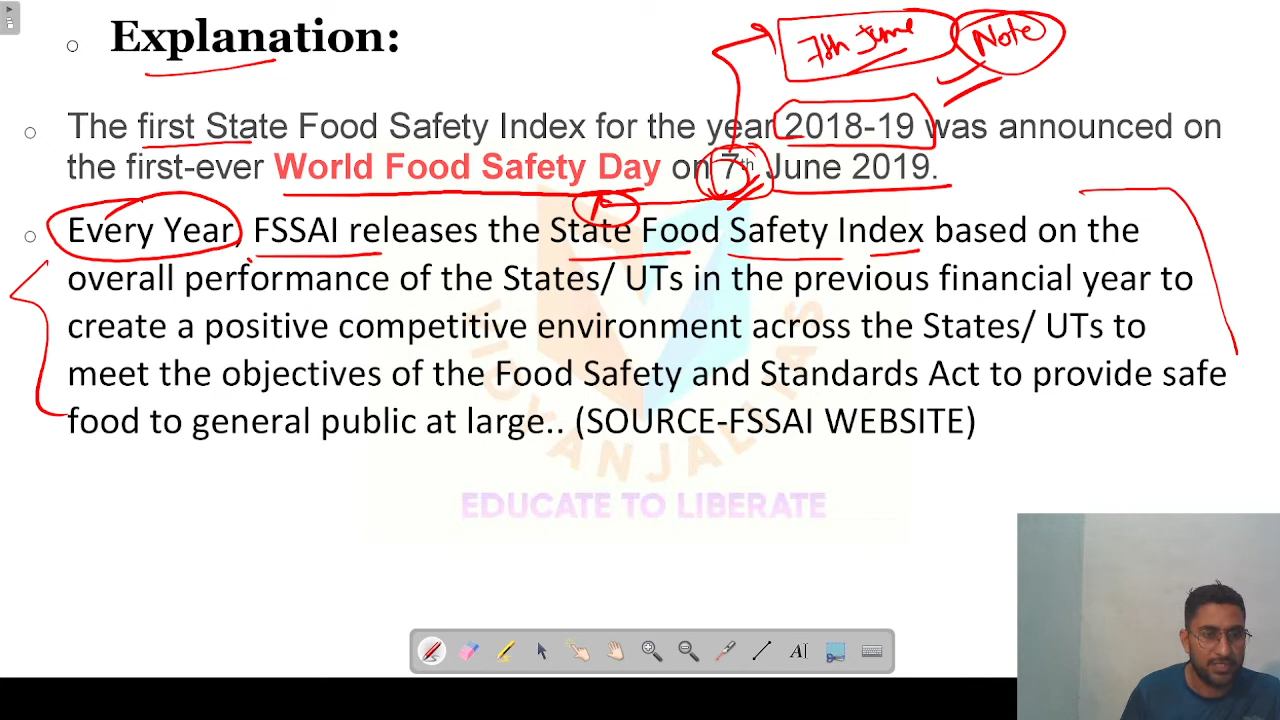 Explanation:
7th June
Note
The first State Food Safety Index for the year 2018-19 was announced on
the first-ever World Food Safety Day on 7th June 2019.
Every Year, FSSAI releases the State Food Safety Index based on the
overall performance of the States/ UTs in the previous financial year to
create a positive competitive environment across the States/ UTs to
meet the objectives of the Food Safety and Standards Act to provide safe
food to general public at large.. (SOURCE-FSSAI WEBSITE)
EDUCATE TO LIBERATE
AI